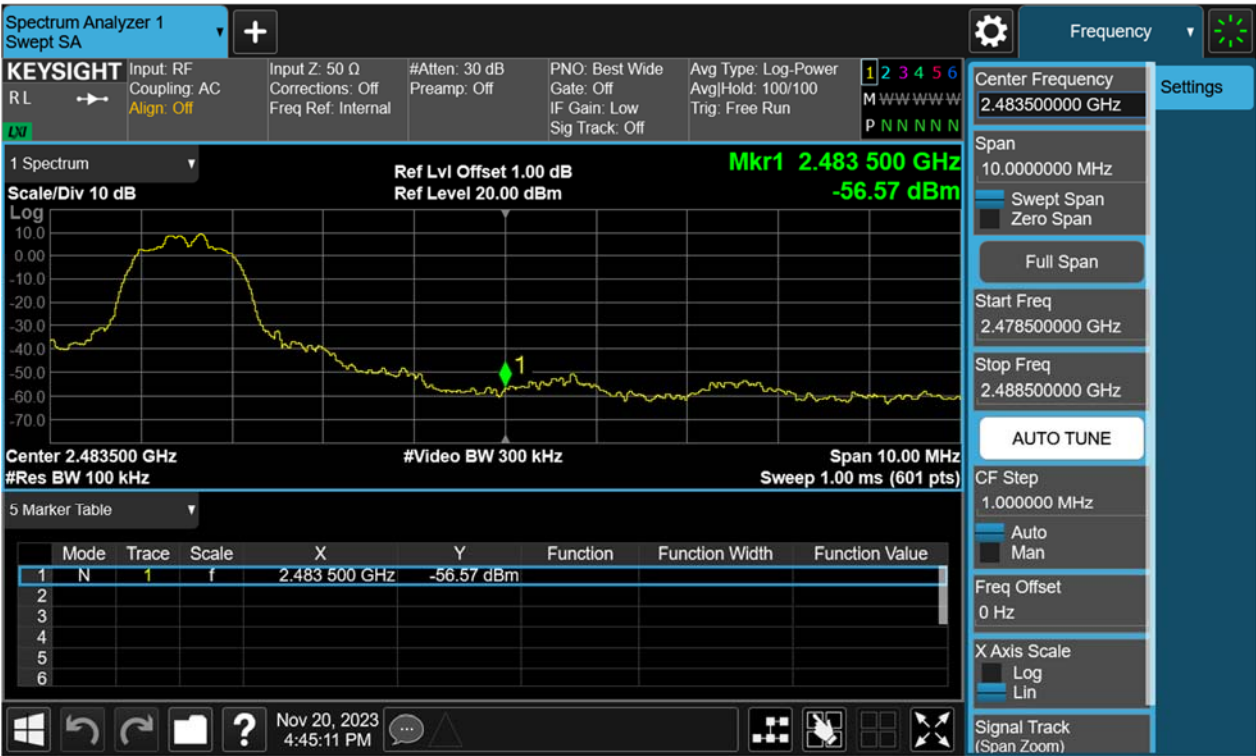 Spectrum Analyzer 1
Swept SA
+
Frequency
KEYSIGHT
RL
LXI
Input: RF
Coupling: AC
Align: Off
Input Z: 50 Ω
Corrections: Off
Freq Ref: Internal
#Atten: 30 dB
Preamp: Off
PNO: Best Wide
Gate: Off
IF Gain: Low
Sig Track: Off
Avg Type: Log-Power
Avg|Hold: 100/100
Trig: Free Run
1 2 3 4 5 6
M W W W W W
P N N N N N
Settings
1 Spectrum
Scale/Div 10 dB
Ref Lvl Offset 1.00 dB
Ref Level 20.00 dBm
Mkr1 2.483 500 GHz
-56.57 dBm
Log
10.0
0.00
-10.0
-20.0
-30.0
-40.0
-50.0
-60.0
-70.0
1
Center 2.483500 GHz
#Video BW 300 kHz
Span 10.00 MHz
#Res BW 100 kHz
Sweep 1.00 ms (601 pts)
5 Marker Table
Mode Trace Scale X Y Function Function Width Function Value
1 N 1 f 2.483 500 GHz -56.57 dBm
2
3
4
5
6
?
Nov 20, 2023
4:45:11 PM
Center Frequency
2.483500000 GHz
Span
10.0000000 MHz
Swept Span
Zero Span
Full Span
Start Freq
2.478500000 GHz
Stop Freq
2.488500000 GHz
AUTO TUNE
CF Step
1.000000 MHz
Auto
Man
Freq Offset
0 Hz
X Axis Scale
Log
Lin
Signal Track
(Span Zoom)